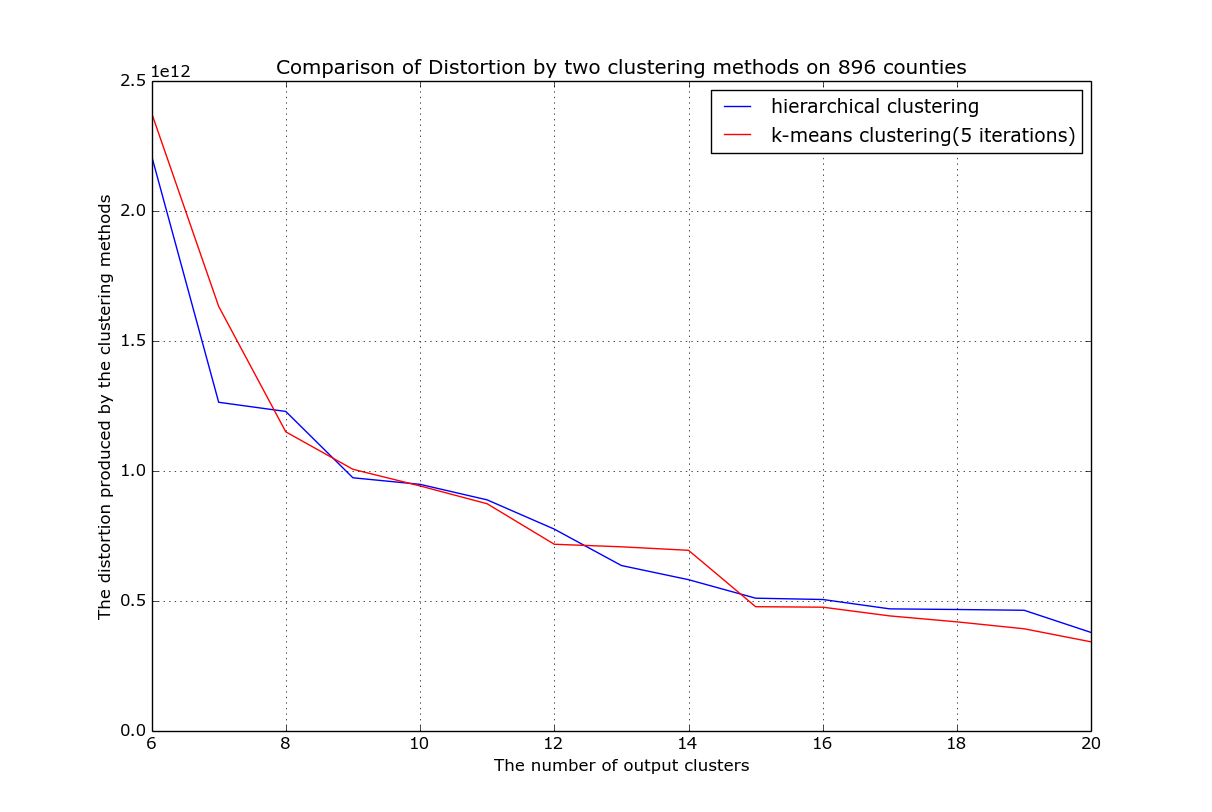 Comparison of Distortion by two clustering methods on 896 counties
1e12
hierarchical clustering
k-means clustering(5 iterations)
The distortion produced by the clustering methods
2.5
2.0
1.5
1.0
0.5
0.0
6 8 10 12 14 16 18 20
The number of output clusters